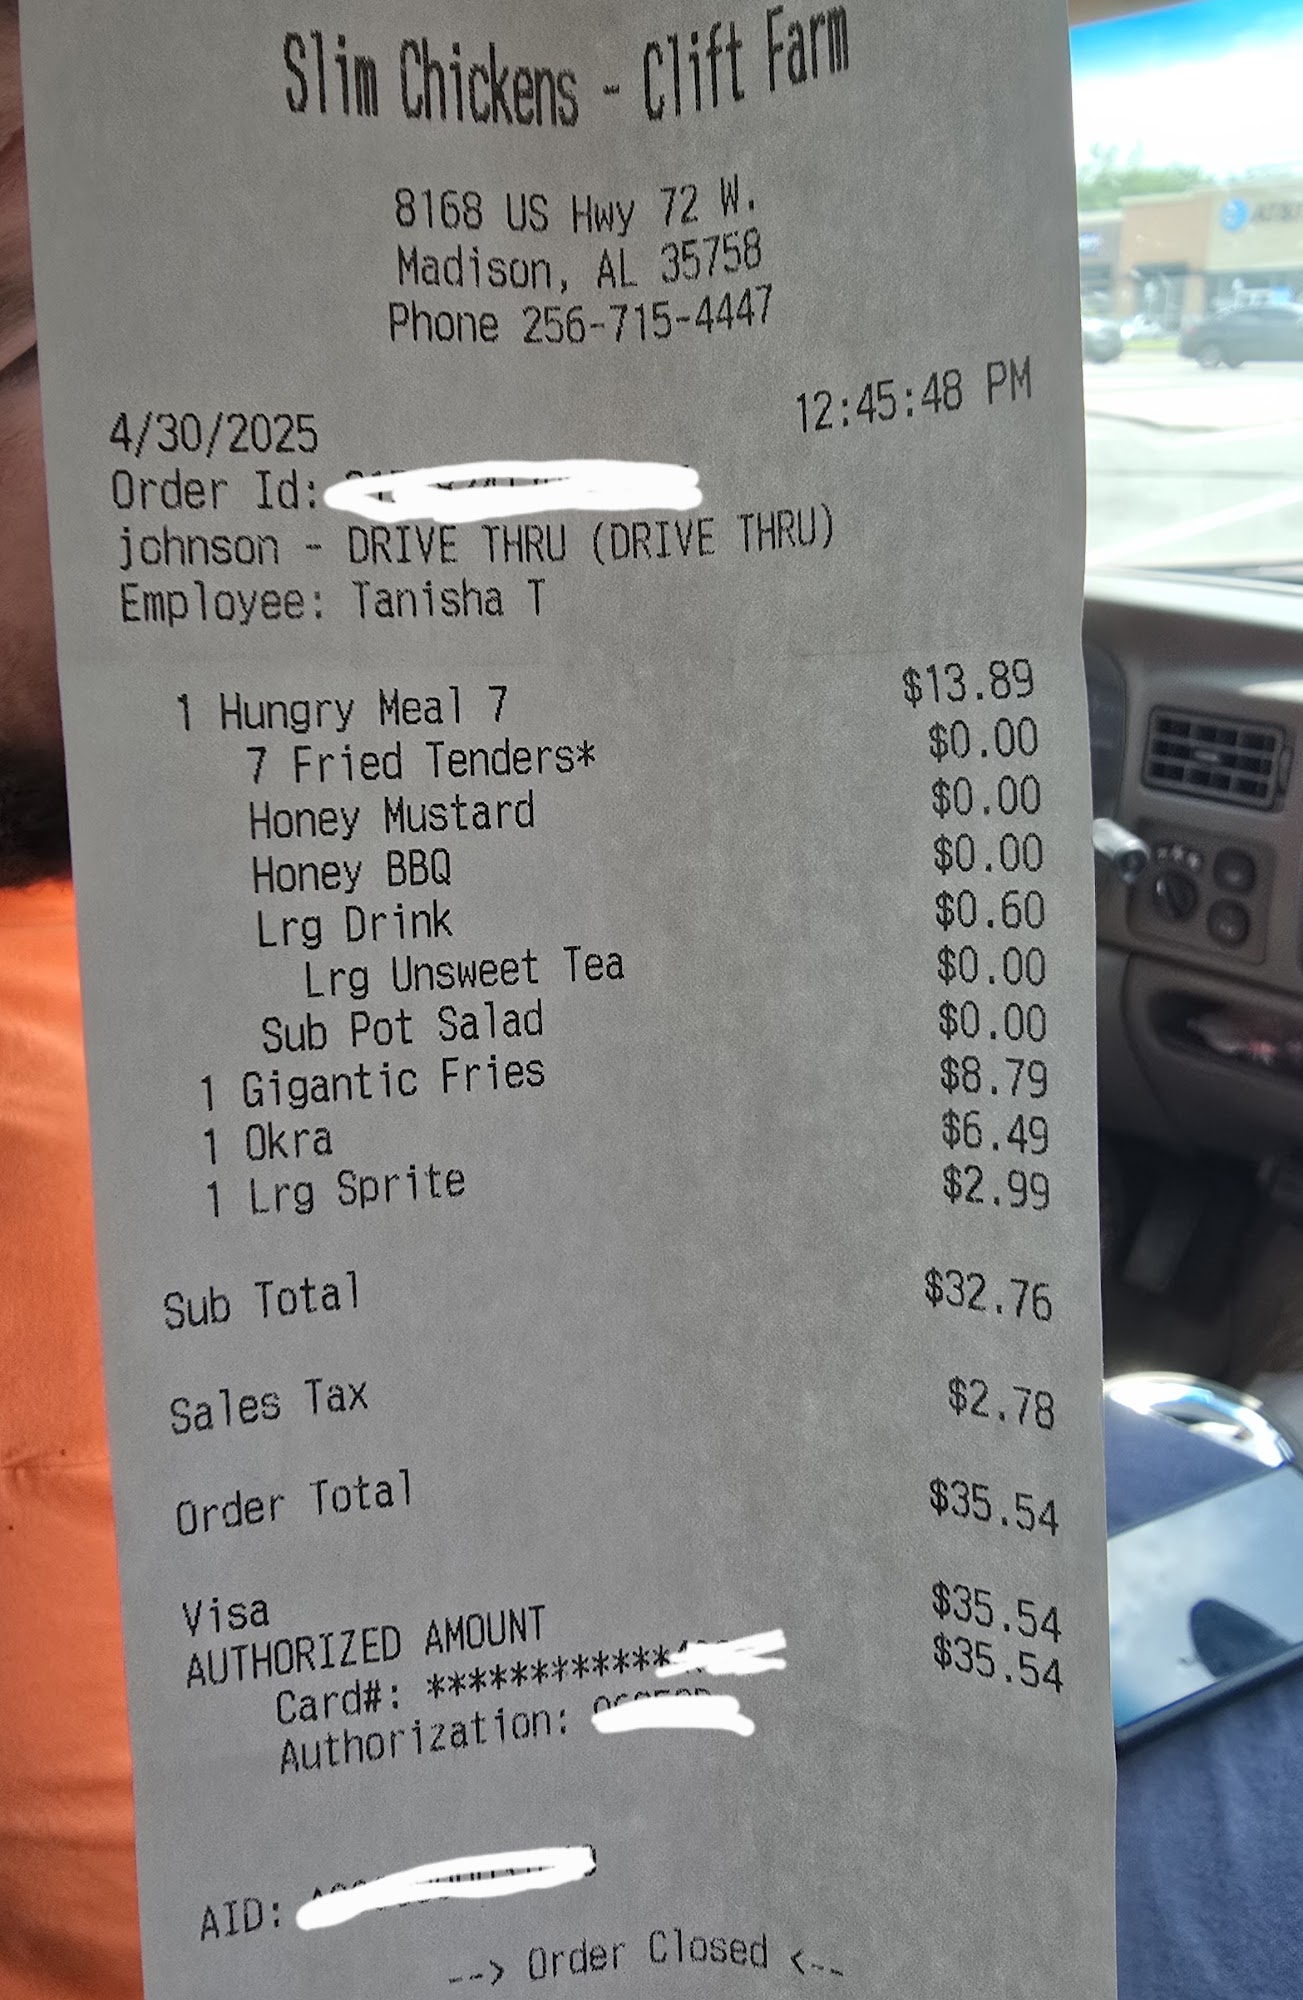 Slim Chickens - Clift Farm
8168 US Hwy 72 W.
Madison, AL 35758
Phone 256-715-4447
4/30/2025 12:45:48 PM
Order Id:
johnson - DRIVE THRU (DRIVE THRU)
Employee: Tanisha T
1 Hungry Meal 7 $13.89
7 Fried Tenders* $0.00
Honey Mustard $0.00
Honey BBQ $0.00
Lrg Drink $0.60
Lrg Unsweet Tea $0.00
Sub Pot Salad $0.00
1 Gigantic Fries $8.79
1 Okra $6.49
1 Lrg Sprite $2.99
Sub Total $32.76
Sales Tax $2.78
Order Total $35.54
Visa $35.54
AUTHORIZED AMOUNT $35.54
Card#: ************
Authorization:
AID:
--> Order Closed <--
AT&T